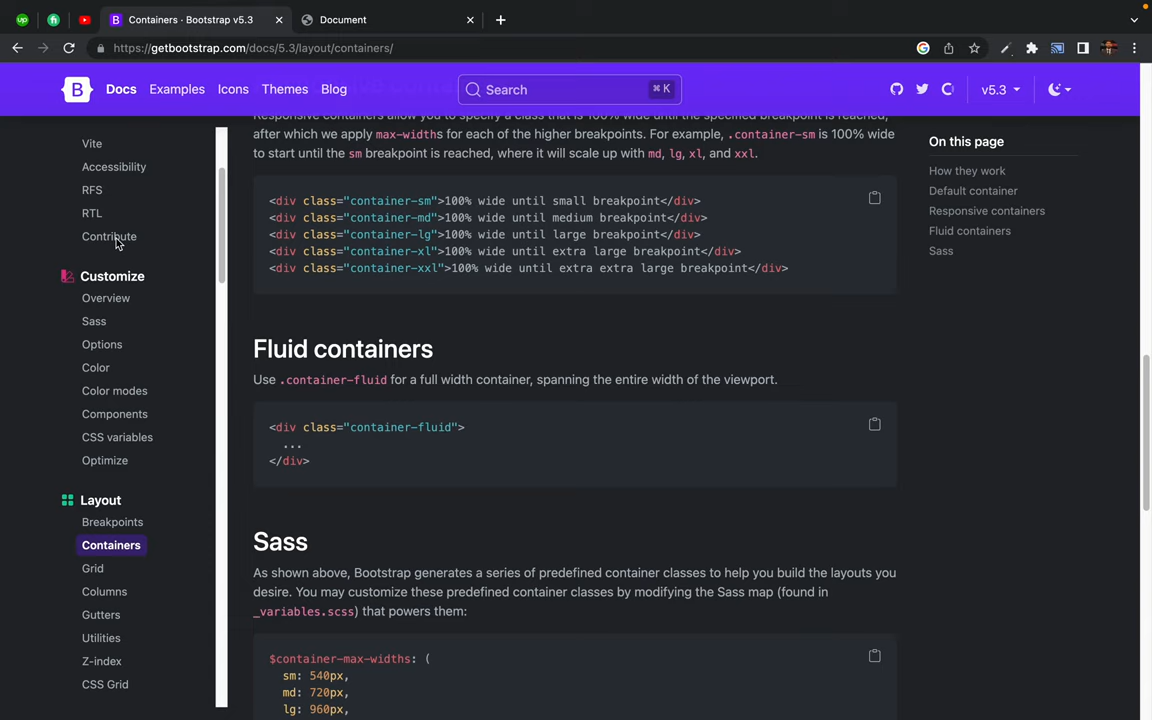 Containers · Bootstrap v5.3
Document
https://getbootstrap.com/docs/5.3/layout/containers/
B
Docs
Examples
Icons
Themes
Blog
Search
⌘ K
v5.3
Vite
Accessibility
RFS
RTL
Contribute
Customize
Overview
Sass
Options
Color
Color modes
Components
CSS variables
Optimize
Layout
Breakpoints
Containers
Grid
Columns
Gutters
Utilities
Z-index
CSS Grid
Responsive containers allow you to specify a class that is 100% wide until the specified breakpoint is reached,
after which we apply max-widths for each of the higher breakpoints. For example, .container-sm is 100% wide
to start until the sm breakpoint is reached, where it will scale up with md, lg, xl, and xxl.
<div class="container-sm">100% wide until small breakpoint</div>
<div class="container-md">100% wide until medium breakpoint</div>
<div class="container-lg">100% wide until large breakpoint</div>
<div class="container-xl">100% wide until extra large breakpoint</div>
<div class="container-xxl">100% wide until extra extra large breakpoint</div>
Fluid containers
Use .container-fluid for a full width container, spanning the entire width of the viewport.
<div class="container-fluid">
...
</div>
Sass
As shown above, Bootstrap generates a series of predefined container classes to help you build the layouts you
desire. You may customize these predefined container classes by modifying the Sass map (found in
_variables.scss) that powers them:
$container-max-widths: (
sm: 540px,
md: 720px,
lg: 960px,
On this page
How they work
Default container
Responsive containers
Fluid containers
Sass